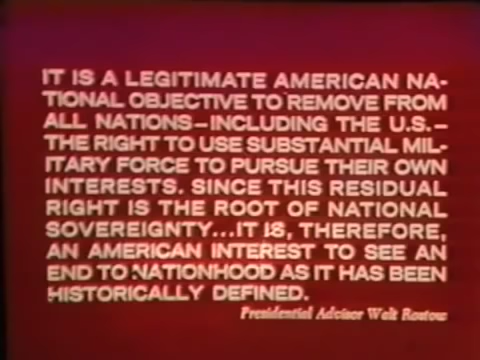 IT IS A LEGITIMATE AMERICAN NA-
TIONAL OBJECTIVE TO REMOVE FROM
ALL NATIONS—INCLUDING THE U.S.—
THE RIGHT TO USE SUBSTANTIAL MIL-
ITARY FORCE TO PURSUE THEIR OWN
INTERESTS. SINCE THIS RESIDUAL
RIGHT IS THE ROOT OF NATIONAL
SOVEREIGNTY...IT IS, THEREFORE,
AN AMERICAN INTEREST TO SEE AN
END TO NATIONHOOD AS IT HAS BEEN
HISTORICALLY DEFINED.
Presidential Advisor Walt Rostow